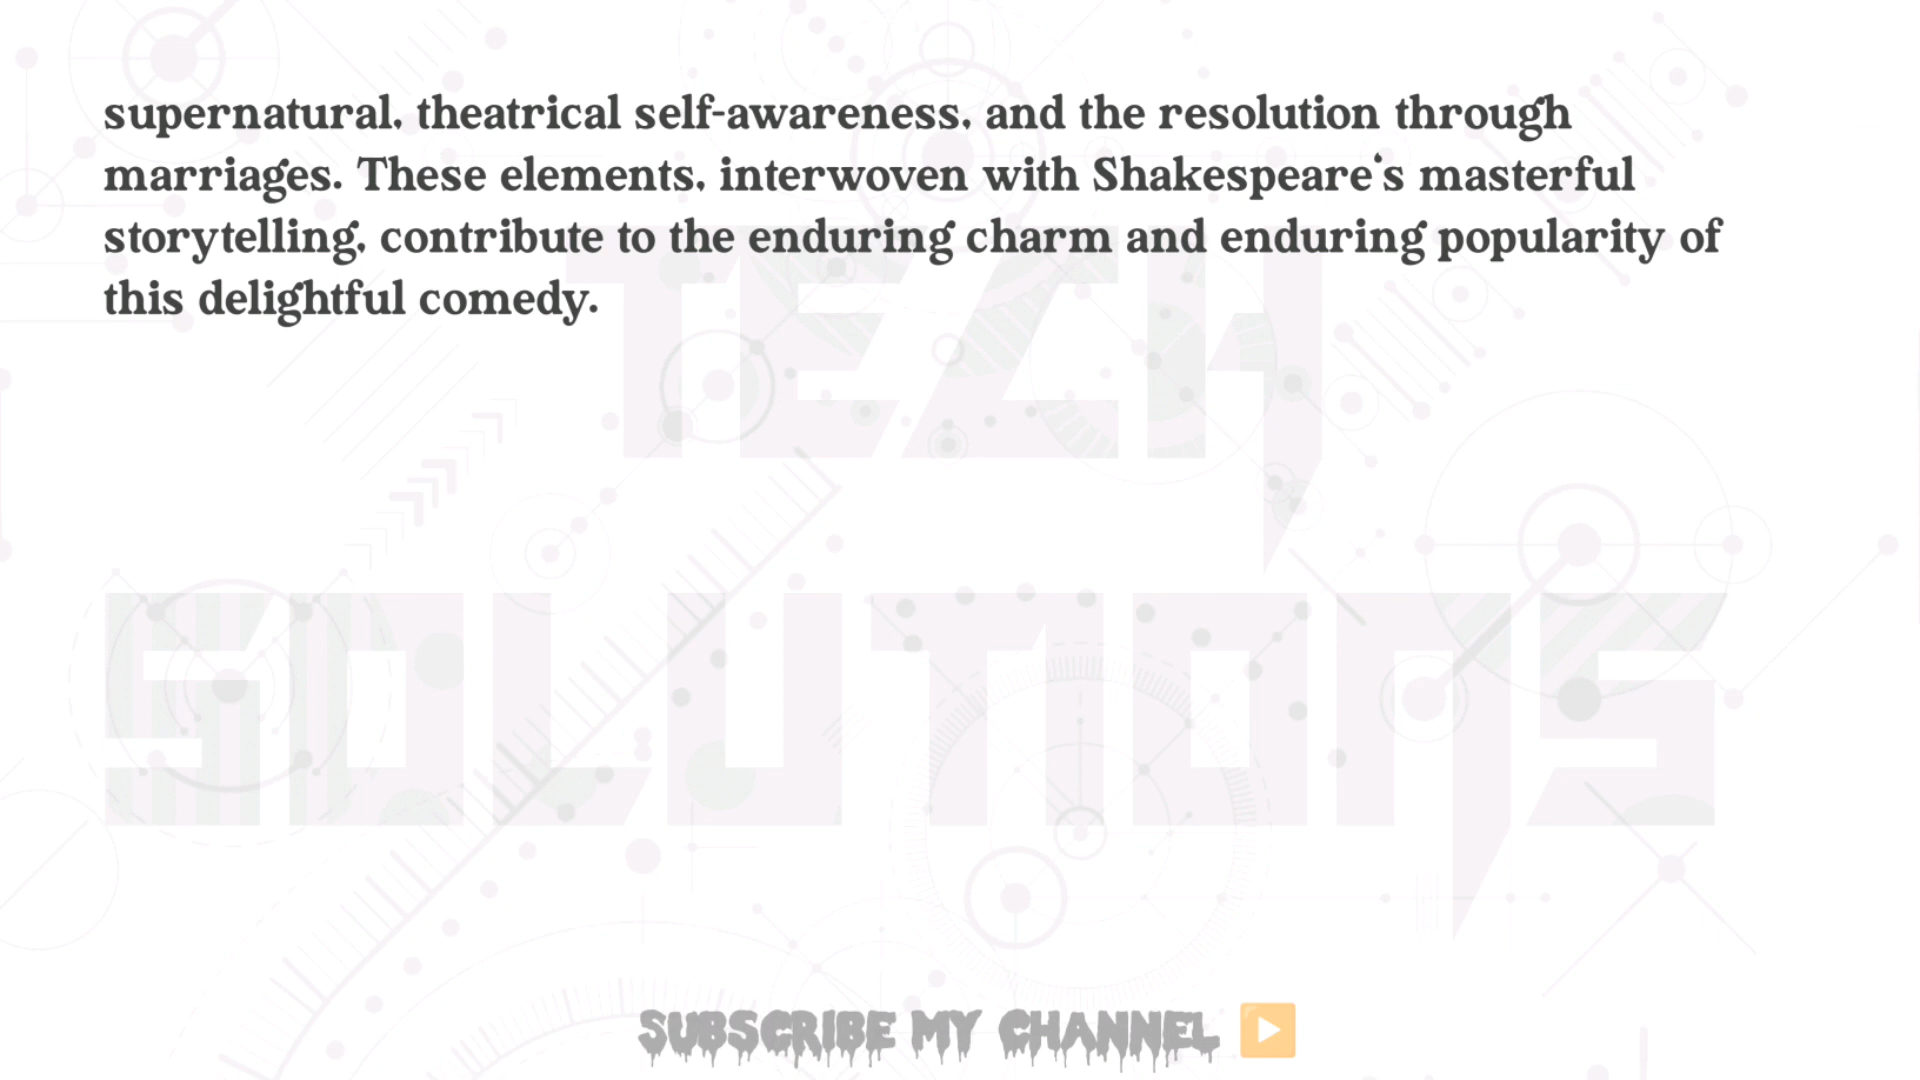 supernatural, theatrical self-awareness, and the resolution through
marriages. These elements, interwoven with Shakespeare's masterful
storytelling, contribute to the enduring charm and enduring popularity of
this delightful comedy.
TECH
SOLUTIONS
SUBSCRIBE MY CHANNEL